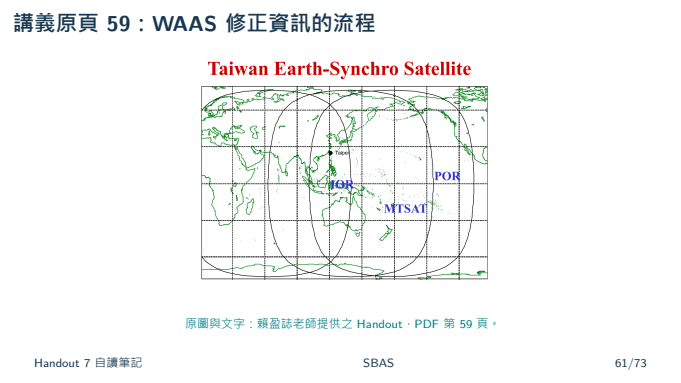 講義原頁 59：WAAS 修正資訊的流程
Taiwan Earth-Synchro Satellite
Taipei
IOR
POR
MTSAT
原圖與文字：賴盈誌老師提供之 Handout，PDF 第 59 頁。
Handout 7 自讀筆記
SBAS
61/73